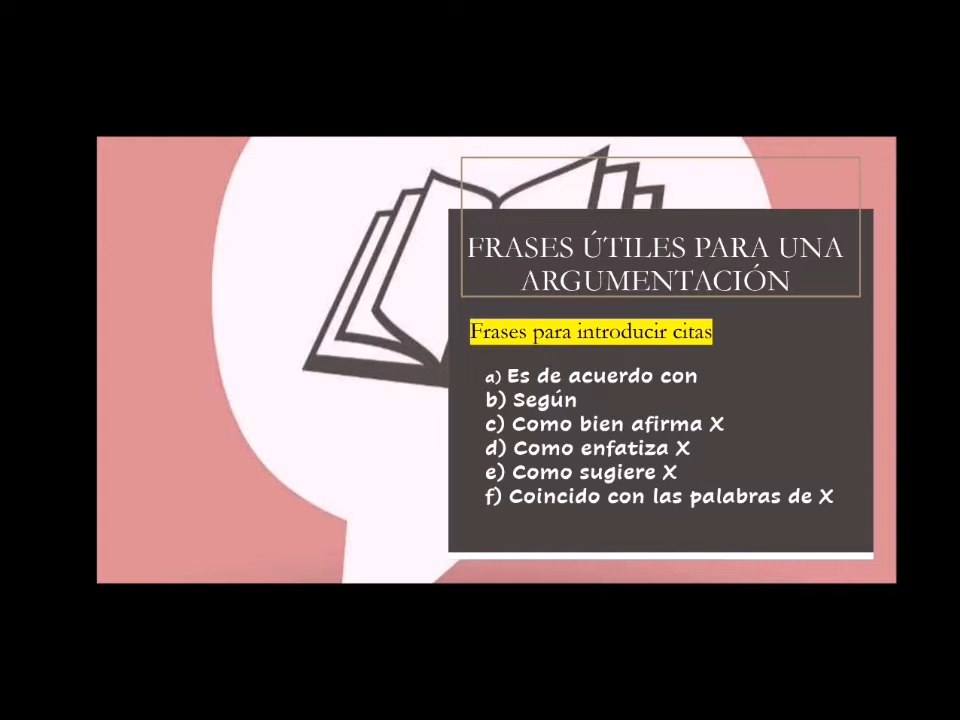 FRASES ÚTILES PARA UNA
ARGUMENTACIÓN
Frases para introducir citas
a) Es de acuerdo con
b) Según
c) Como bien afirma X
d) Como enfatiza X
e) Como sugiere X
f) Coincido con las palabras de X